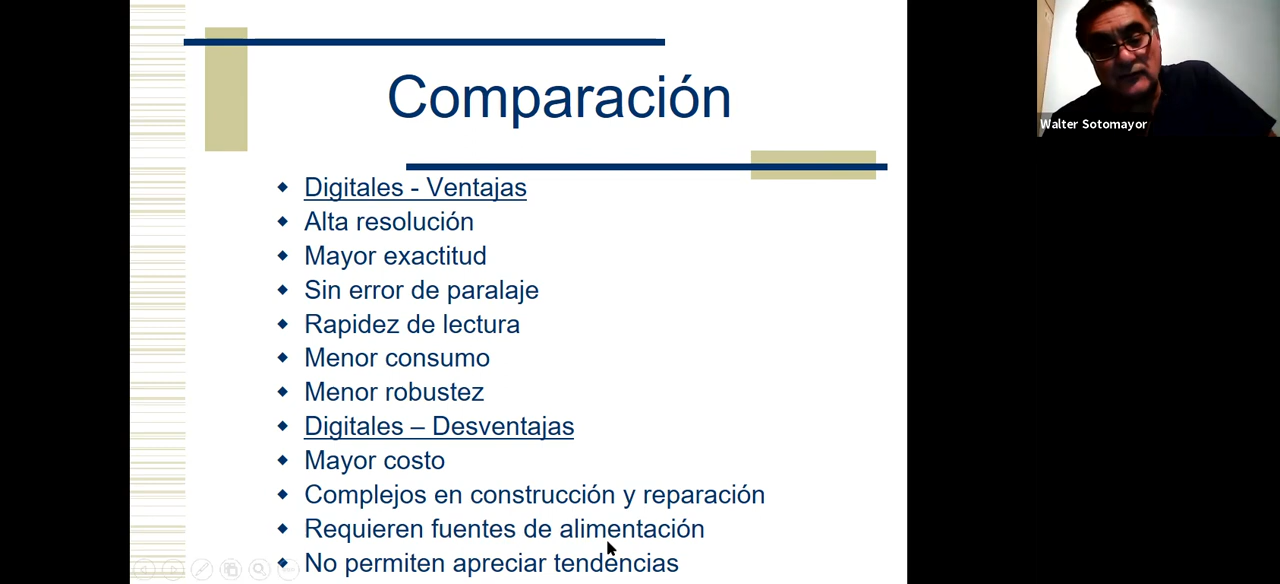 Comparación
Walter Sotomayor
Digitales - Ventajas
Alta resolución
Mayor exactitud
Sin error de paralaje
Rapidez de lectura
Menor consumo
Menor robustez
Digitales – Desventajas
Mayor costo
Complejos en construcción y reparación
Requieren fuentes de alimentación
No permiten apreciar tendencias